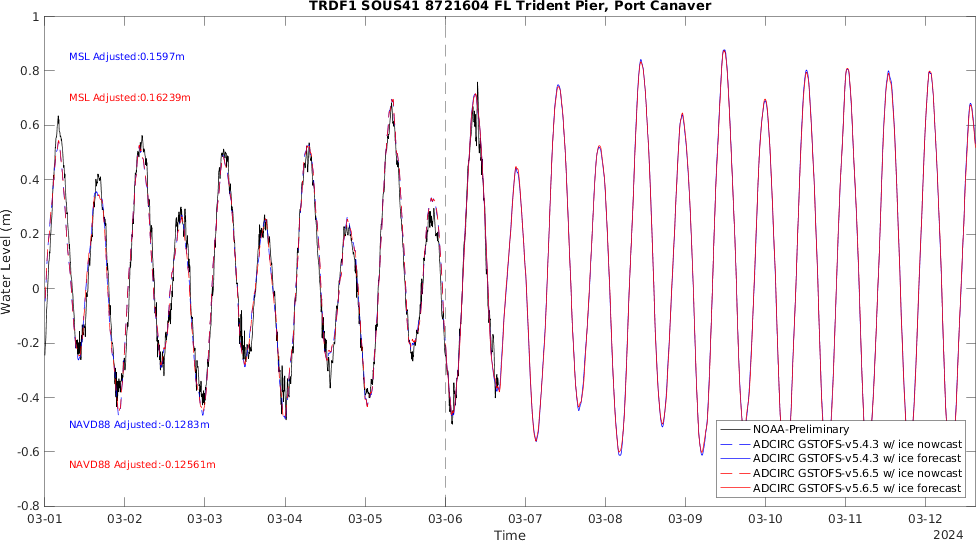 TRDF1 SOUS41 8721604 FL Trident Pier, Port Canaver
1
0.8
0.6
0.4
0.2
0
-0.2
-0.4
-0.6
-0.8
Water Level (m)
MSL Adjusted:0.1597m
MSL Adjusted:0.16239m
NAVD88 Adjusted:-0.1283m
NAVD88 Adjusted:-0.12561m
NOAA-Preliminary
ADCIRC GSTOFS-v5.4.3 w/ ice nowcast
ADCIRC GSTOFS-v5.4.3 w/ ice forecast
ADCIRC GSTOFS-v5.6.5 w/ ice nowcast
ADCIRC GSTOFS-v5.6.5 w/ ice forecast
03-01 03-02 03-03 03-04 03-05 03-06 03-07 03-08 03-09 03-10 03-11 03-12
Time
2024